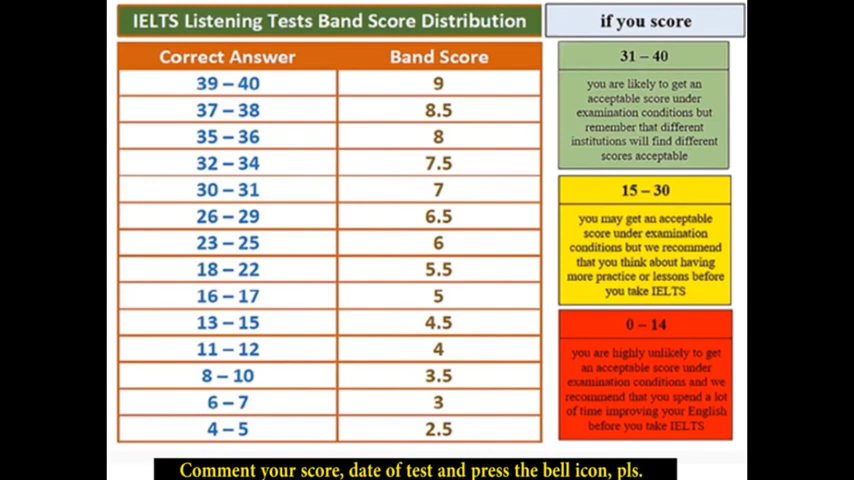 IELTS Listening Tests Band Score Distribution
Correct Answer Band Score
39 – 40 9
37 – 38 8.5
35 – 36 8
32 – 34 7.5
30 – 31 7
26 – 29 6.5
23 – 25 6
18 – 22 5.5
16 – 17 5
13 – 15 4.5
11 – 12 4
8 – 10 3.5
6 – 7 3
4 – 5 2.5
if you score
31 – 40
you are likely to get an
acceptable score under
examination conditions but
remember that different
institutions will find different
scores acceptable
15 – 30
you may get an acceptable
score under examination
conditions but we recommend
that you think about having
more practice or lessons before
you take IELTS
0 – 14
you are highly unlikely to get
an acceptable score under
examination conditions and we
recommend that you spend a lot
of time improving your English
before you take IELTS
Comment your score, date of test and press the bell icon, pls.